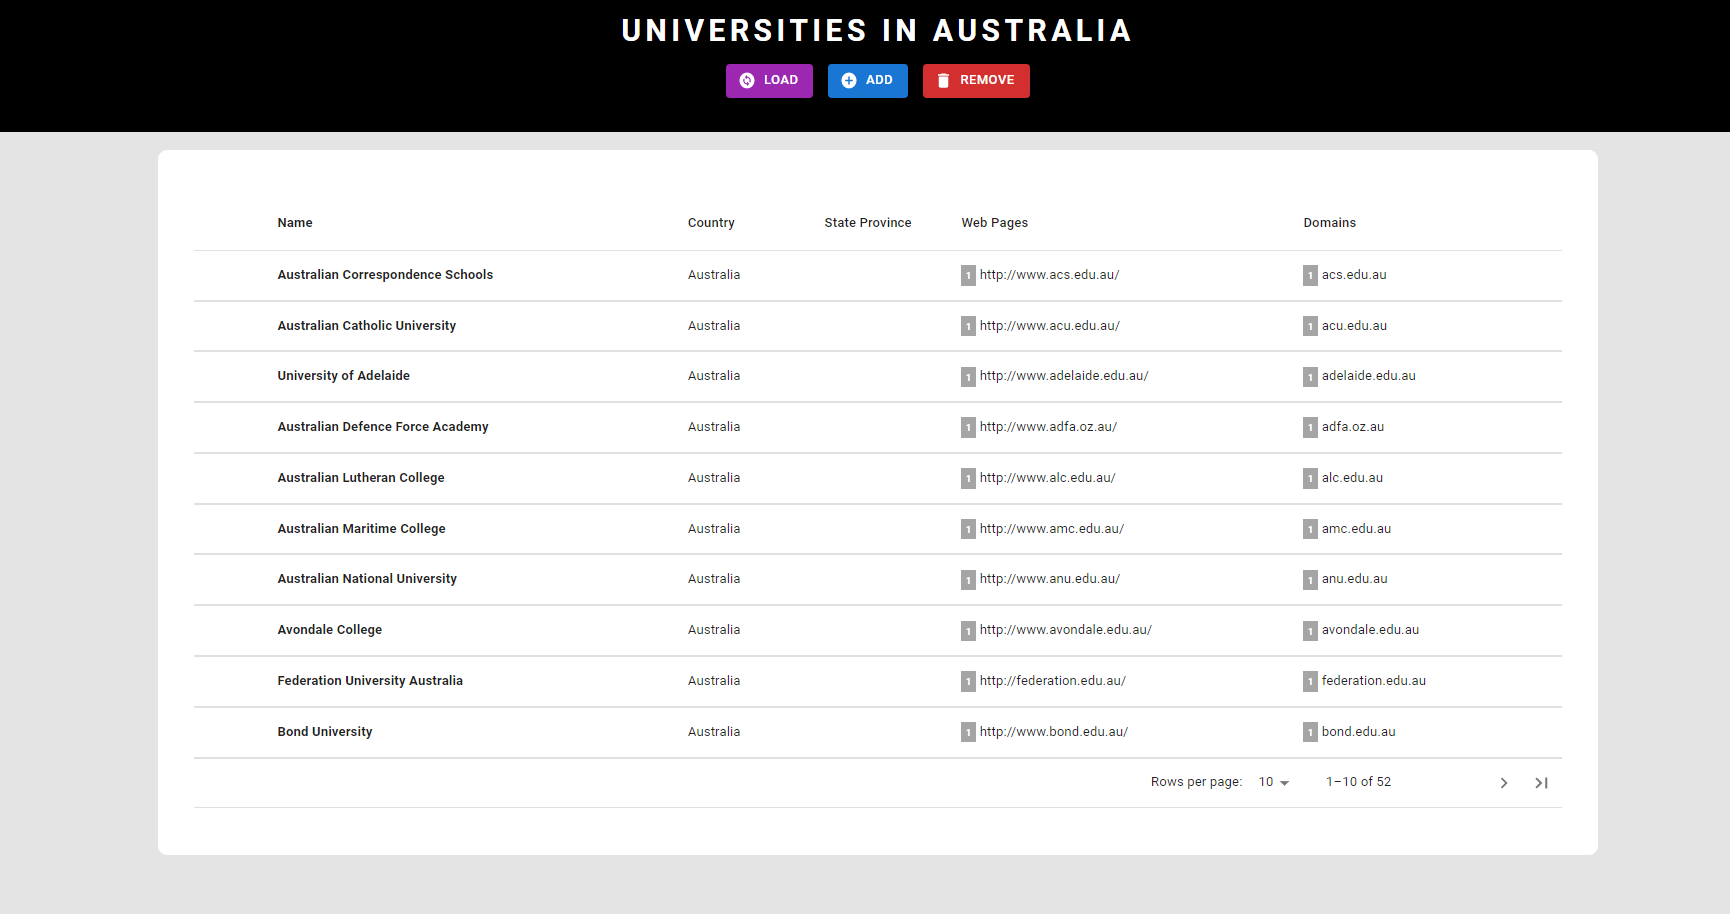 UNIVERSITIES IN AUSTRALIA
LOAD ADD REMOVE
Name Country State Province Web Pages Domains
Australian Correspondence Schools Australia 1 http://www.acs.edu.au/ 1 acs.edu.au
Australian Catholic University Australia 1 http://www.acu.edu.au/ 1 acu.edu.au
University of Adelaide Australia 1 http://www.adelaide.edu.au/ 1 adelaide.edu.au
Australian Defence Force Academy Australia 1 http://www.adfa.oz.au/ 1 adfa.oz.au
Australian Lutheran College Australia 1 http://www.alc.edu.au/ 1 alc.edu.au
Australian Maritime College Australia 1 http://www.amc.edu.au/ 1 amc.edu.au
Australian National University Australia 1 http://www.anu.edu.au/ 1 anu.edu.au
Avondale College Australia 1 http://www.avondale.edu.au/ 1 avondale.edu.au
Federation University Australia Australia 1 http://federation.edu.au/ 1 federation.edu.au
Bond University Australia 1 http://www.bond.edu.au/ 1 bond.edu.au
Rows per page: 10 1–10 of 52